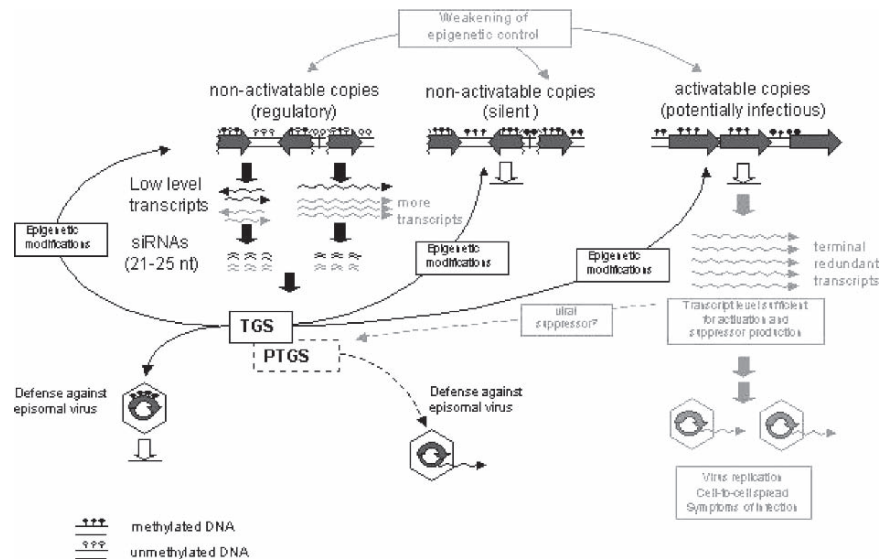 Weakening of
epigenetic control
non-activatable copies
(regulatory)
non-activatable copies
(silent)
activatable copies
(potentially infectious)
Low level
transcripts
more
transcripts
siRNAs
(21-25 nt)
Epigenetic
modifications
Epigenetic
modifications
Epigenetic
modifications
terminal
redundant
transcripts
TGS
PTGS
viral
suppressor?
Transcript level sufficient
for activation and
suppressor production
Defense against
episomal virus
Defense against
episomal virus
Virus replication
Cell-to-cell spread
Symptoms of infection
methylated DNA
unmethylated DNA